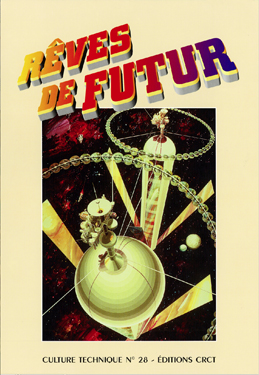 RÊVES
DE FUTUR
CULTURE TECHNIQUE N° 28 - ÉDITIONS CRCT